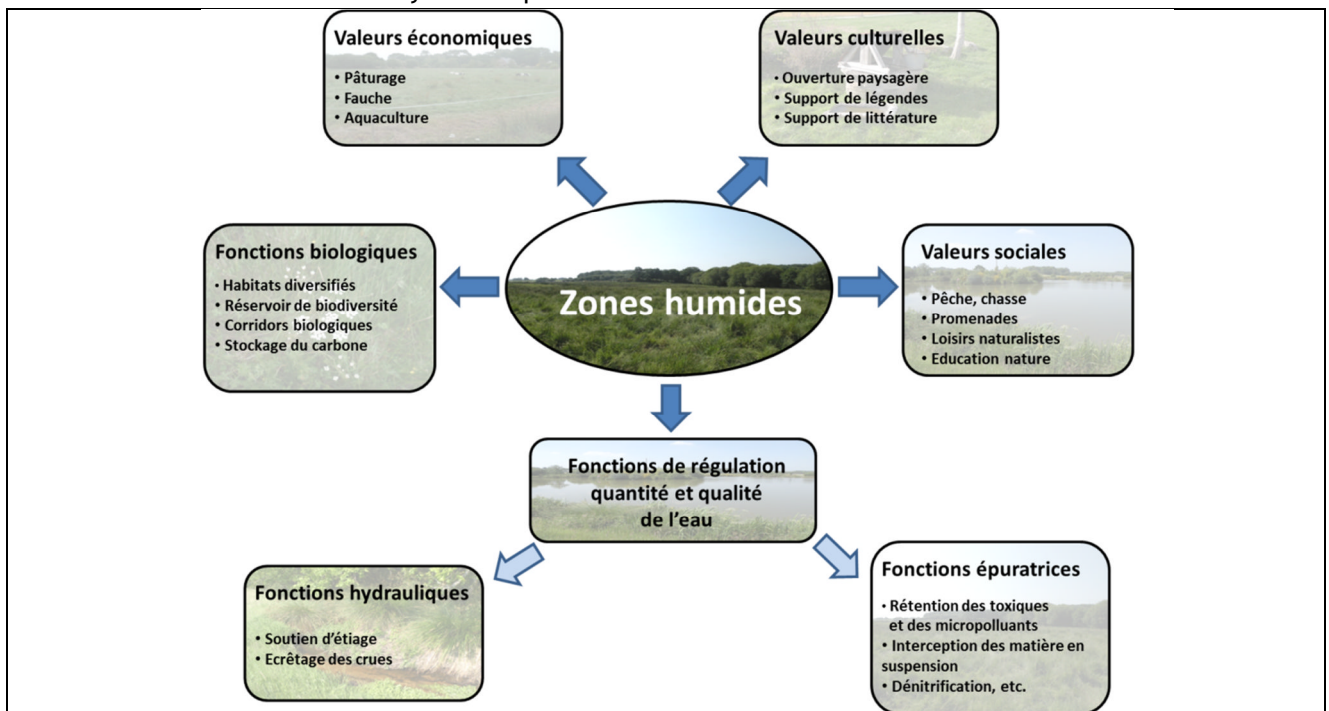 Valeurs économiques
• Pâturage
• Fauche
• Aquaculture
Valeurs culturelles
• Ouverture paysagère
• Support de légendes
• Support de littérature
Fonctions biologiques
• Habitats diversifiés
• Réservoir de biodiversité
• Corridors biologiques
• Stockage du carbone
Zones humides
Valeurs sociales
• Pêche, chasse
• Promenades
• Loisirs naturalistes
• Education nature
Fonctions de régulation
quantité et qualité
de l’eau
Fonctions hydrauliques
• Soutien d’étiage
• Ecrêtage des crues
Fonctions épuratrices
• Rétention des toxiques
et des micropolluants
• Interception des matière en
suspension
• Dénitrification, etc.